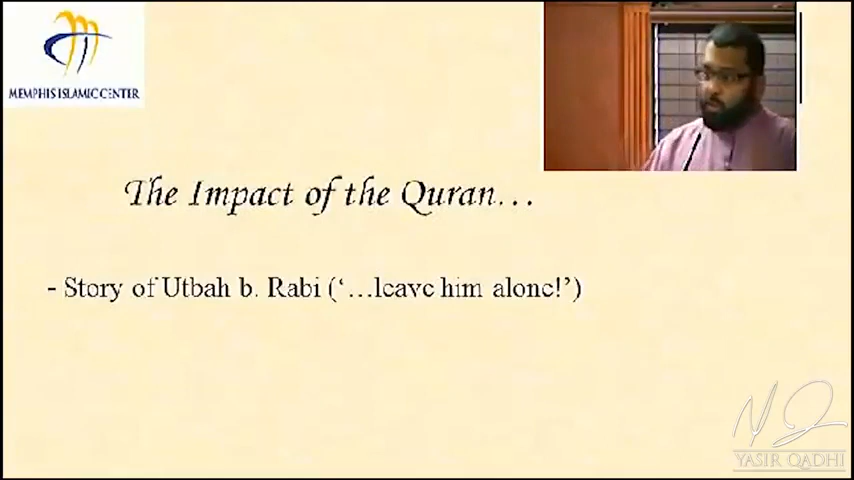 MEMPHIS ISLAMIC CENTER
The Impact of the Quran...
- Story of Utbah b. Rabi ('...leave him alone!')
YASIR QADHI